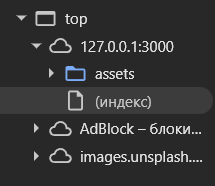 top
127.0.0.1:3000
assets
(индекс)
AdBlock – блоки...
images.unsplash....